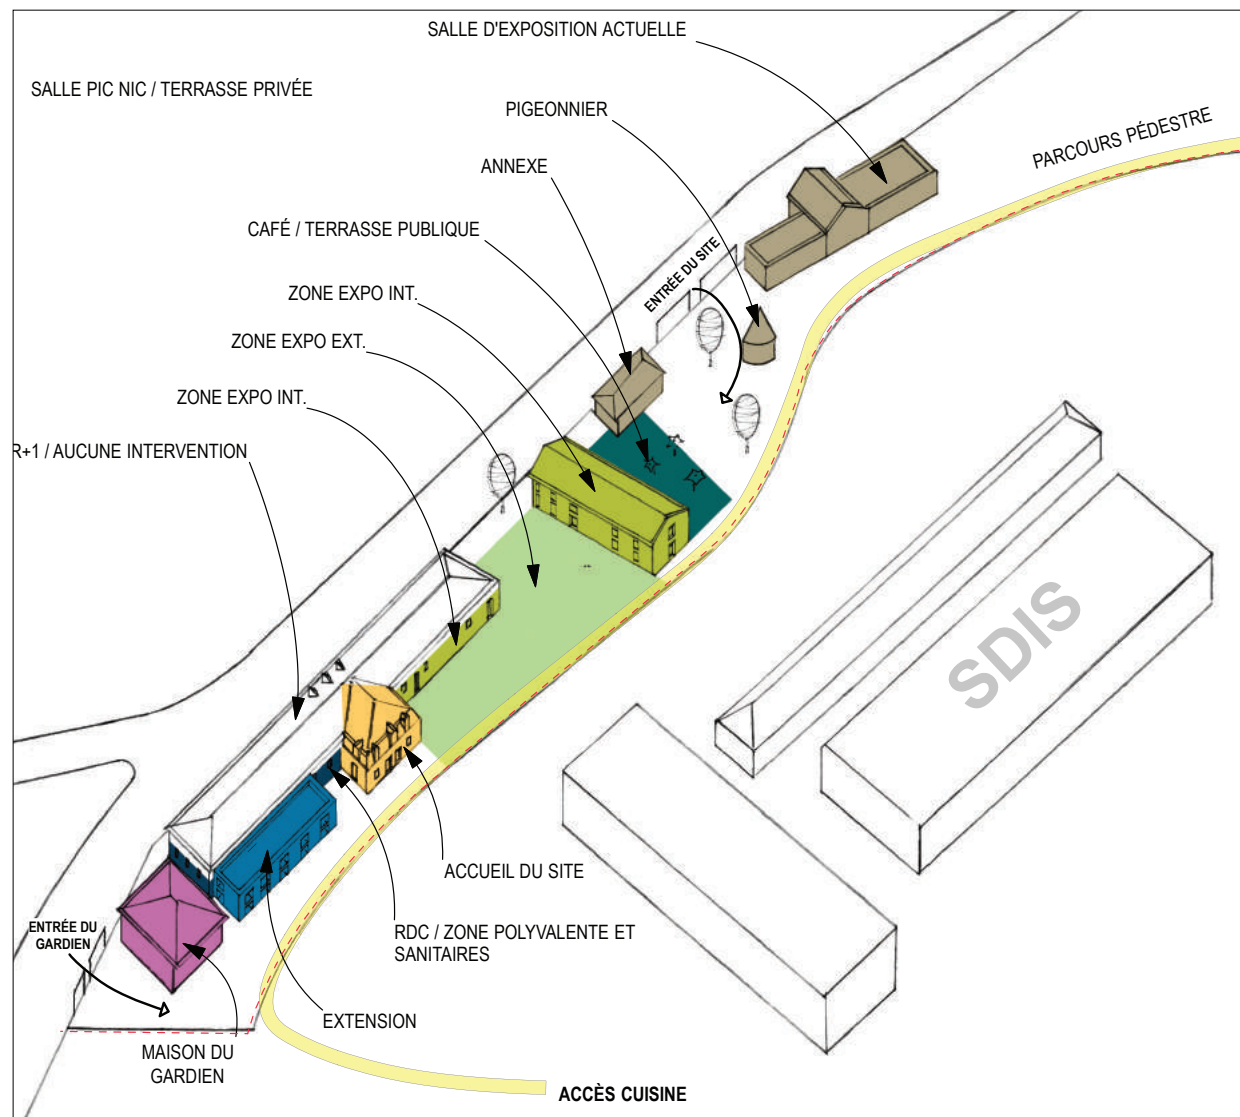 SALLE D'EXPOSITION ACTUELLE
SALLE PIC NIC / TERRASSE PRIVÉE
PIGEONNIER
PARCOURS PÉDESTRE
ANNEXE
CAFÉ / TERRASSE PUBLIQUE
ENTRÉE DU SITE
ZONE EXPO INT.
ZONE EXPO EXT.
ZONE EXPO INT.
R+1 / AUCUNE INTERVENTION
SDIS
ACCUEIL DU SITE
ENTRÉE DU
GARDIEN
RDC / ZONE POLYVALENTE ET
SANITAIRES
EXTENSION
MAISON DU
GARDIEN
ACCÈS CUISINE